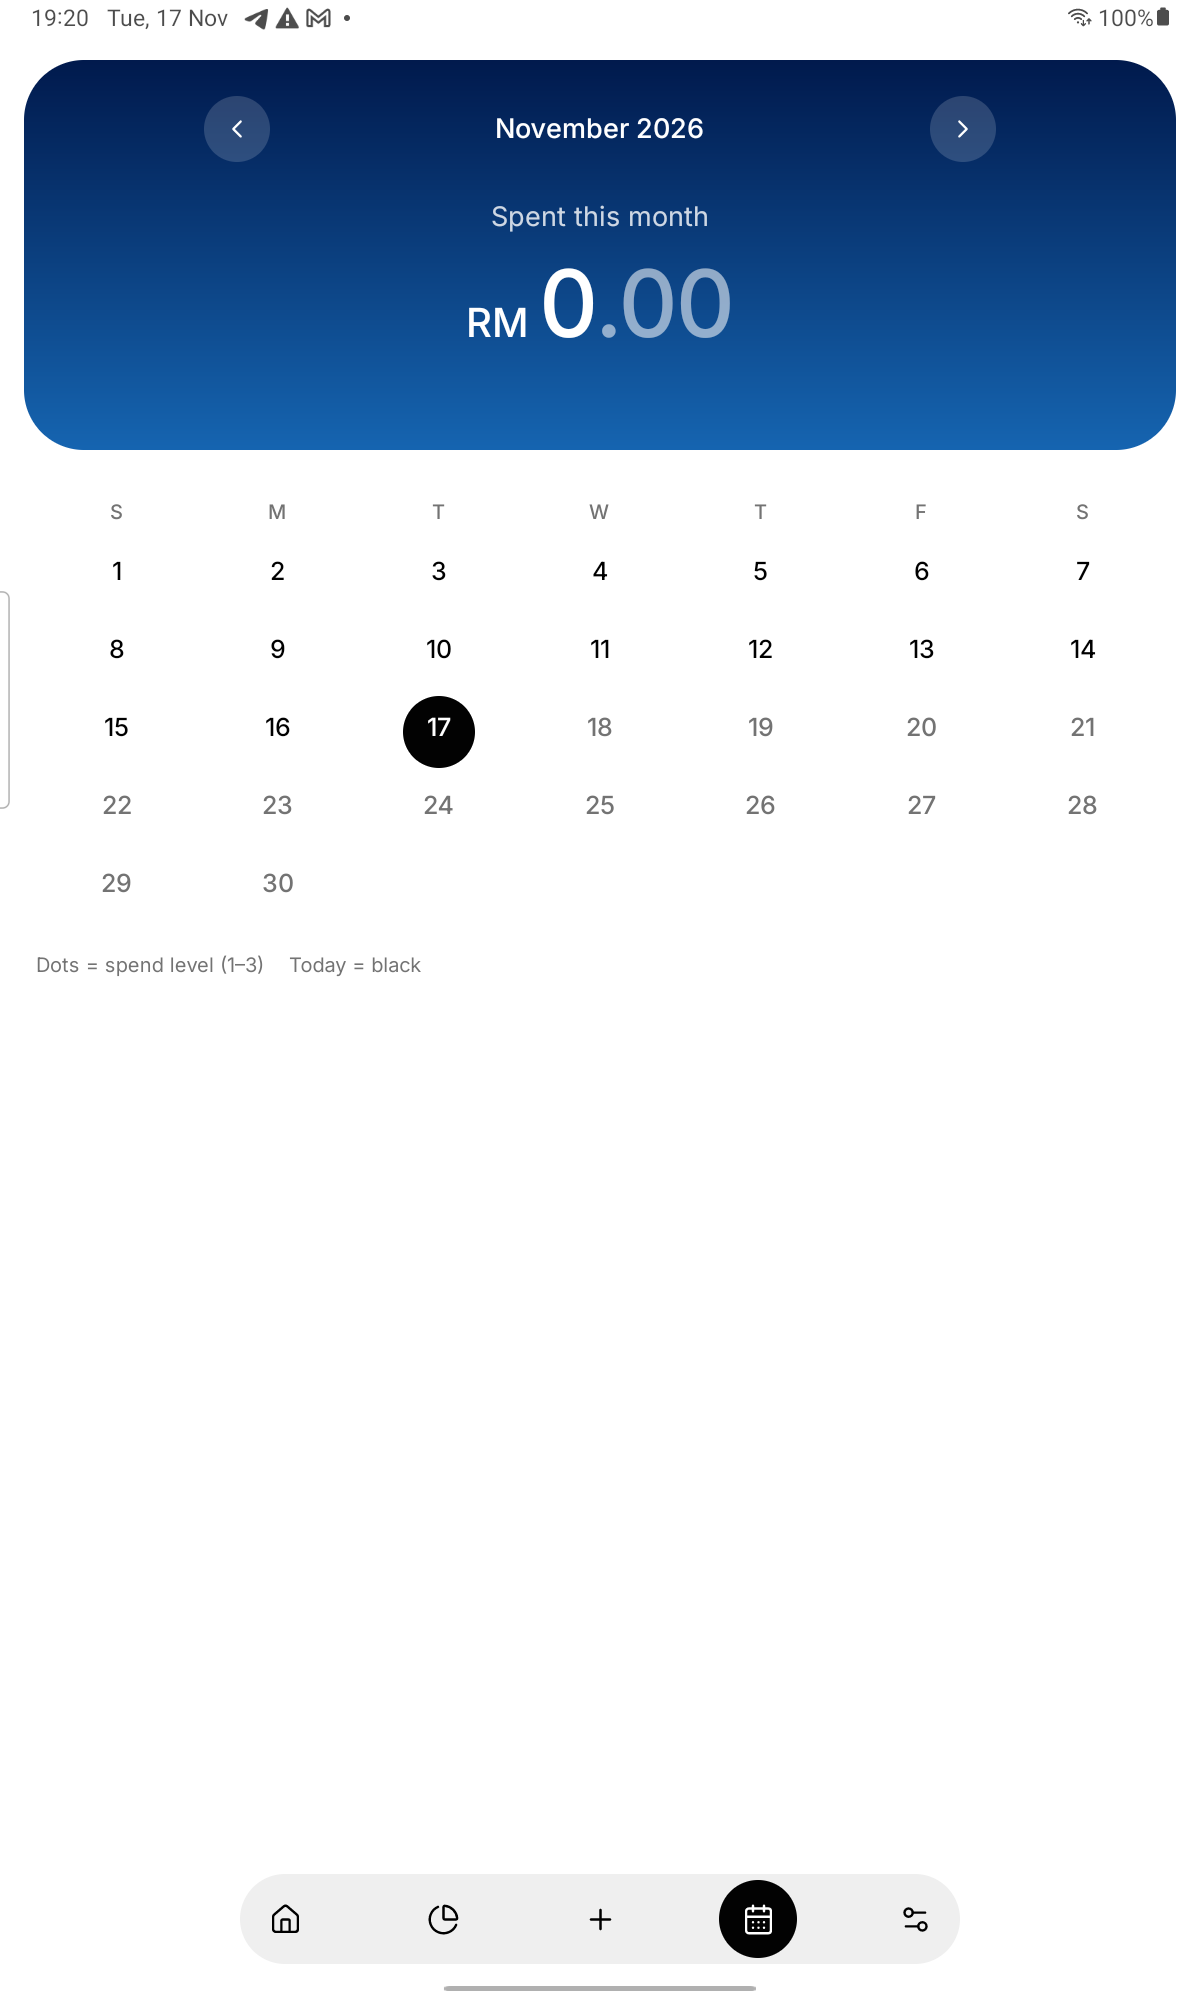 19:20 Tue, 17 Nov 100%
November 2026
Spent this month
RM 0.00
S M T W T F S
1 2 3 4 5 6 7
8 9 10 11 12 13 14
15 16 17 18 19 20 21
22 23 24 25 26 27 28
29 30
Dots = spend level (1–3) Today = black